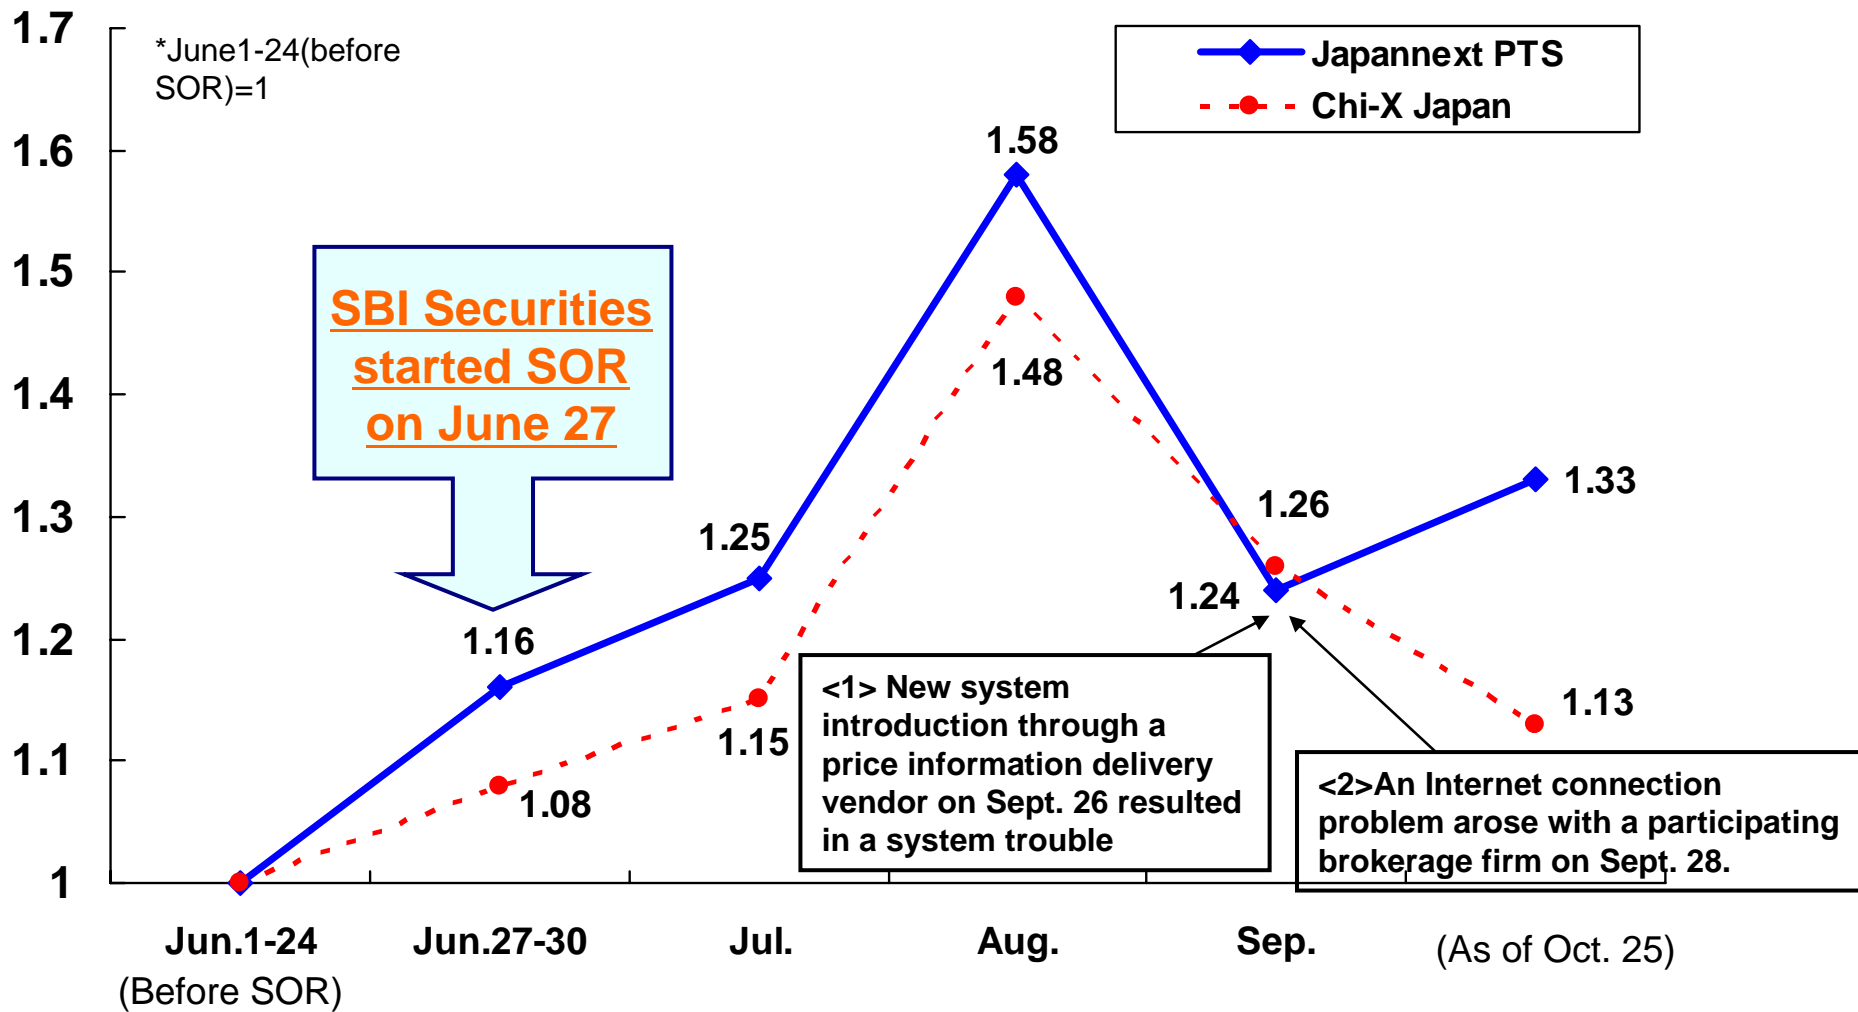 1.7
1.6
1.5
1.4
1.3
1.2
1.1
1
*June1-24(before
SOR)=1
Japannext PTS
Chi-X Japan
SBI Securities
started SOR
on June 27
1.16
1.25
1.58
1.24
1.33
1.08
1.15
1.48
1.26
1.13
<1> New system
introduction through a
price information delivery
vendor on Sept. 26 resulted
in a system trouble
<2>An Internet connection
problem arose with a participating
brokerage firm on Sept. 28.
Jun.1-24
(Before SOR)
Jun.27-30
Jul.
Aug.
Sep.
(As of Oct. 25)